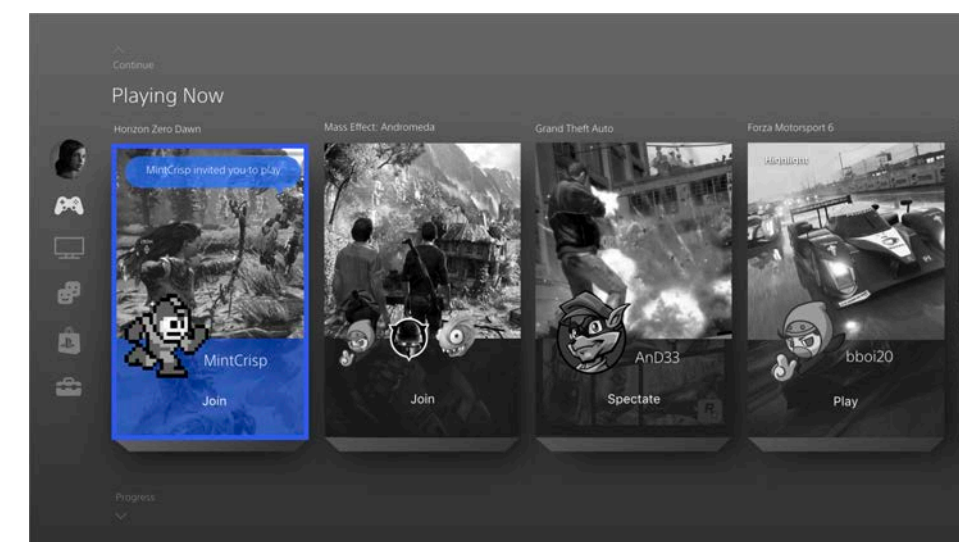 Continue
Playing Now
Horizon Zero Dawn
Mass Effect: Andromeda
Grand Theft Auto
Forza Motorsport 6
MintCrisp invited you to play
Highlight
MintCrisp
AnD33
bboi20
Join
Join
Spectate
Play
R
Progress